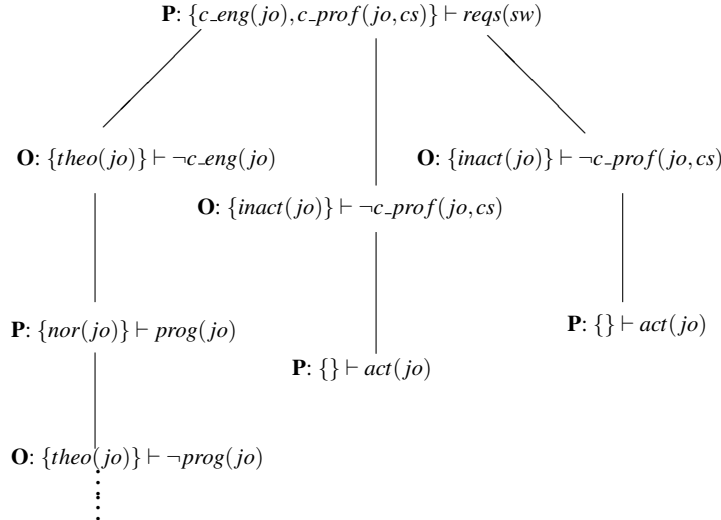 P: {c_eng(jo), c_prof(jo,cs)} ⊢ reqs(sw)
O: {theo(jo)} ⊢ ¬c_eng(jo)
O: {inact(jo)} ⊢ ¬c_prof(jo,cs)
O: {inact(jo)} ⊢ ¬c_prof(jo,cs)
P: {nor(jo)} ⊢ prog(jo)
P: {} ⊢ act(jo)
P: {} ⊢ act(jo)
O: {theo(jo)} ⊢ ¬prog(jo)